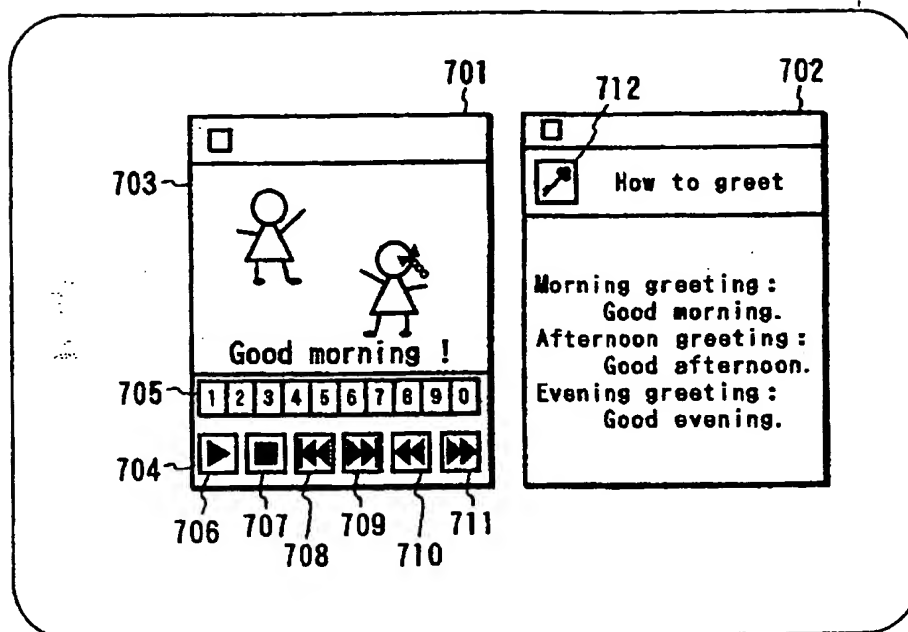 701
712
702
703
How to greet
Morning greeting:
Good morning.
Afternoon greeting:
Good afternoon.
Evening greeting:
Good evening.
Good morning !
705
1 2 3 4 5 6 7 8 9 0
704
706
707
708
709
710
711